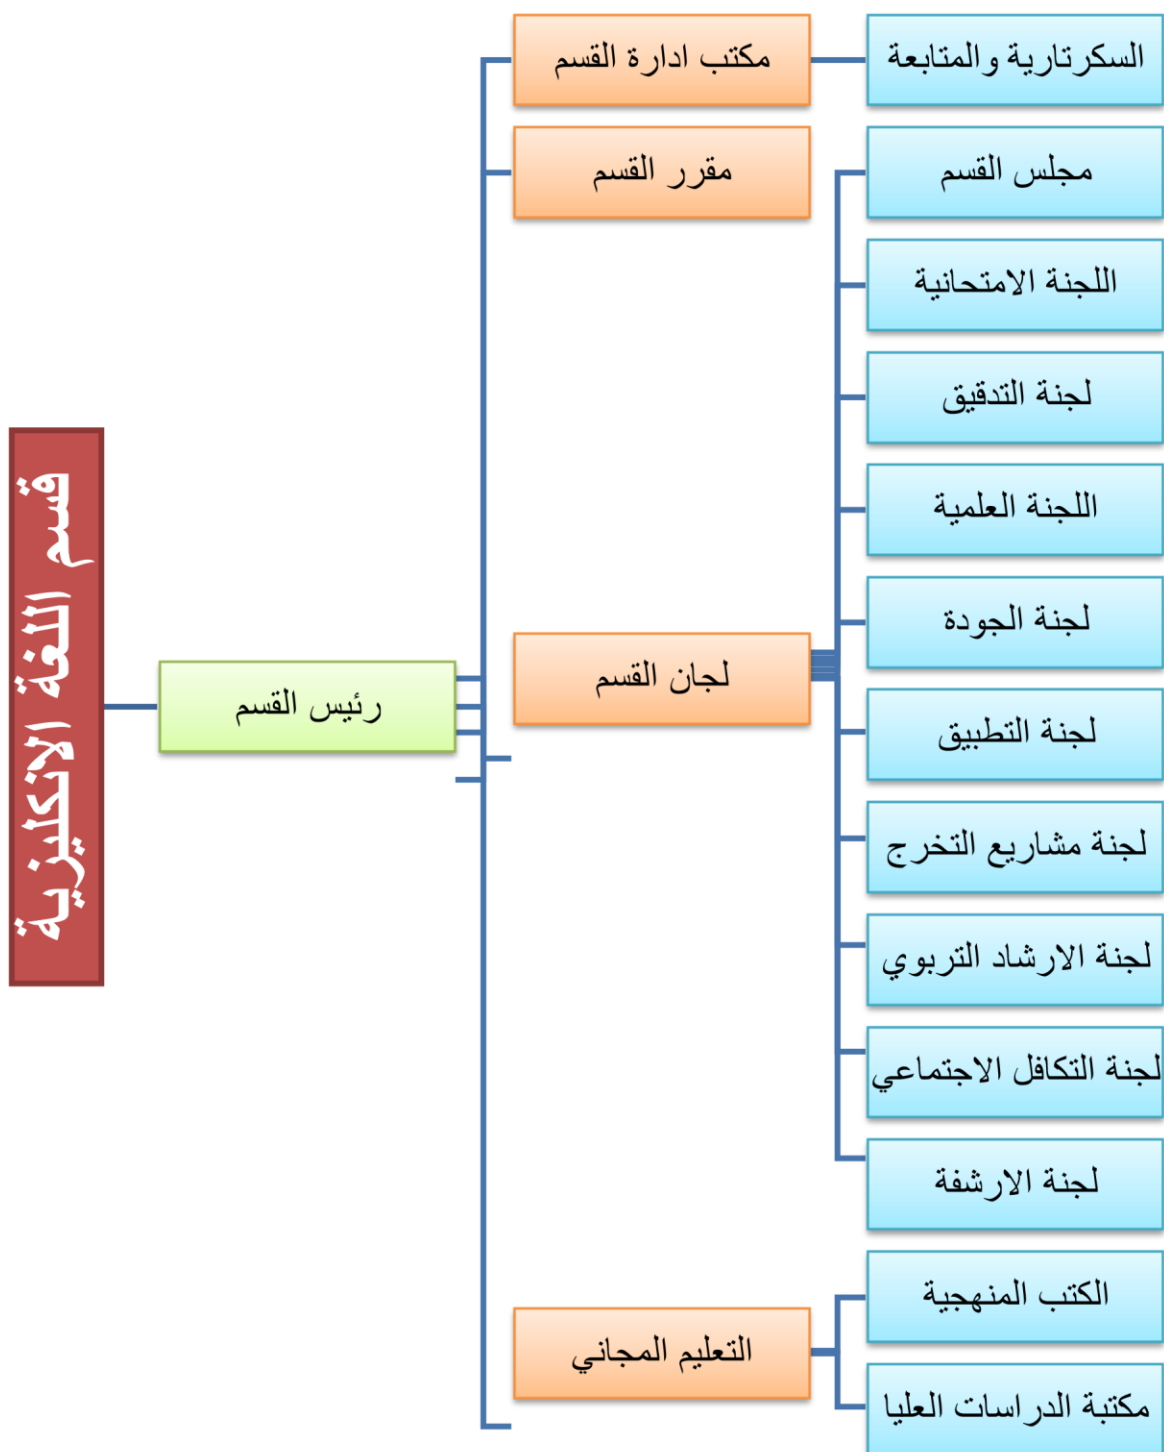 قسم اللغة الانكليزية
رئيس القسم
مكتب ادارة القسم
السكرتارية والمتابعة
مقرر القسم
لجان القسم
مجلس القسم
اللجنة الامتحانية
لجنة التدقيق
اللجنة العلمية
لجنة الجودة
لجنة التطبيق
لجنة مشاريع التخرج
لجنة الارشاد التربوي
لجنة التكافل الاجتماعي
لجنة الارشفة
التعليم المجاني
الكتب المنهجية
مكتبة الدراسات العليا